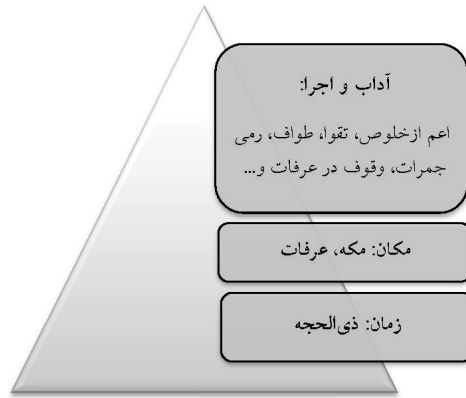 آداب و اجرا:
اعم ازخلوص، تقوا، طواف، رمی
جمرات، وقوف در عرفات و...
مکان: مکه، عرفات
زمان: ذی‌الحجه